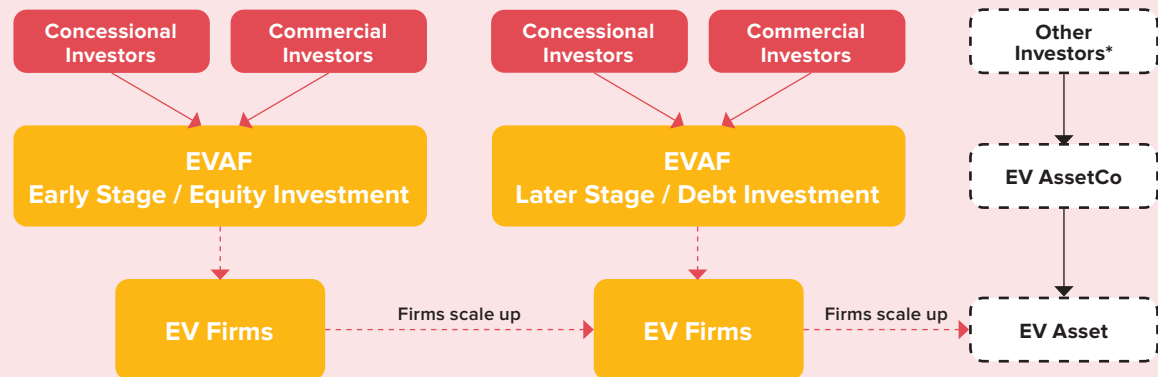 Concessional
Investors
Commercial
Investors
Concessional
Investors
Commercial
Investors
Other
Investors*
EVAF
Early Stage / Equity Investment
EVAF
Later Stage / Debt Investment
EV AssetCo
EV Firms
Firms scale up
EV Firms
Firms scale up
EV Asset